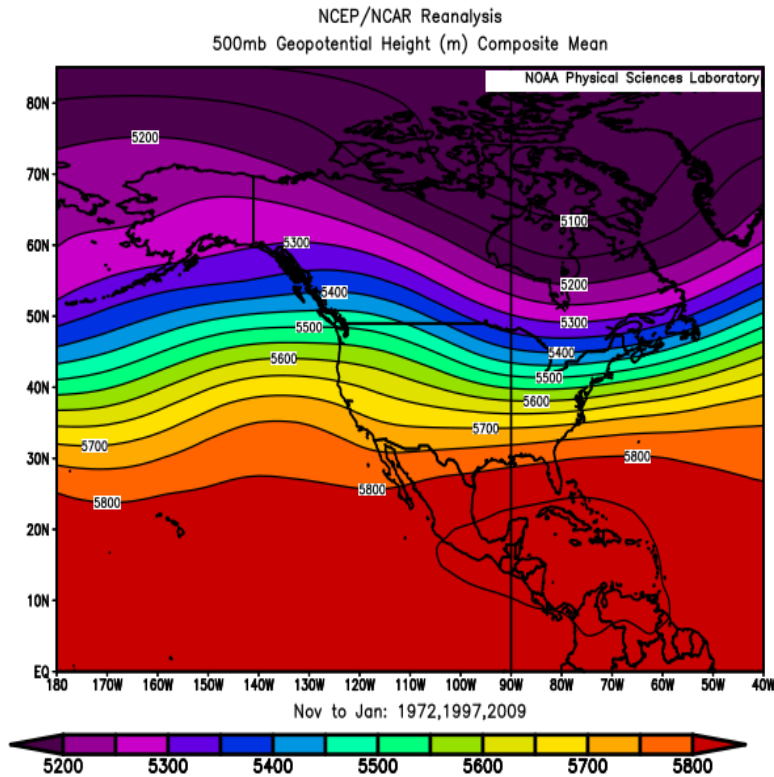 NCEP/NCAR Reanalysis
500mb Geopotential Height (m) Composite Mean
NOAA Physical Sciences Laboratory
80N
5200
70N
5100
60N
5300
5200
5400
50N
5500
5300
5400
5600
5500
40N
5600
5700
5700
30N
5800
5800
5800
20N
10N
EQ
180 170W 160W 150W 140W 130W 120W 110W 100W 90W 80W 70W 60W 50W 40W
Nov to Jan: 1972,1997,2009
5200 5300 5400 5500 5600 5700 5800